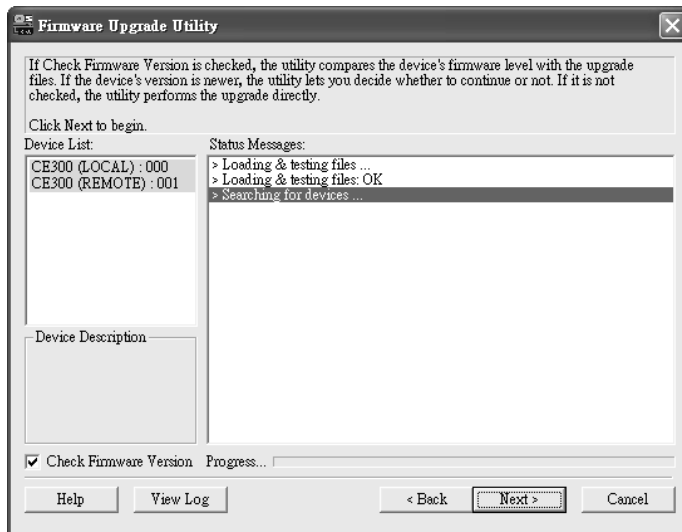 Firmware Upgrade Utility
If Check Firmware Version is checked, the utility compares the device's firmware level with the upgrade
files. If the device's version is newer, the utility lets you decide whether to continue or not. If it is not
checked, the utility performs the upgrade directly.
Click Next to begin.
Device List:
CE300 (LOCAL) : 000
CE300 (REMOTE) : 001
Status Messages:
> Loading & testing files ...
> Loading & testing files: OK
> Searching for devices ...
Device Description
Check Firmware Version Progress...
Help View Log < Back Next > Cancel